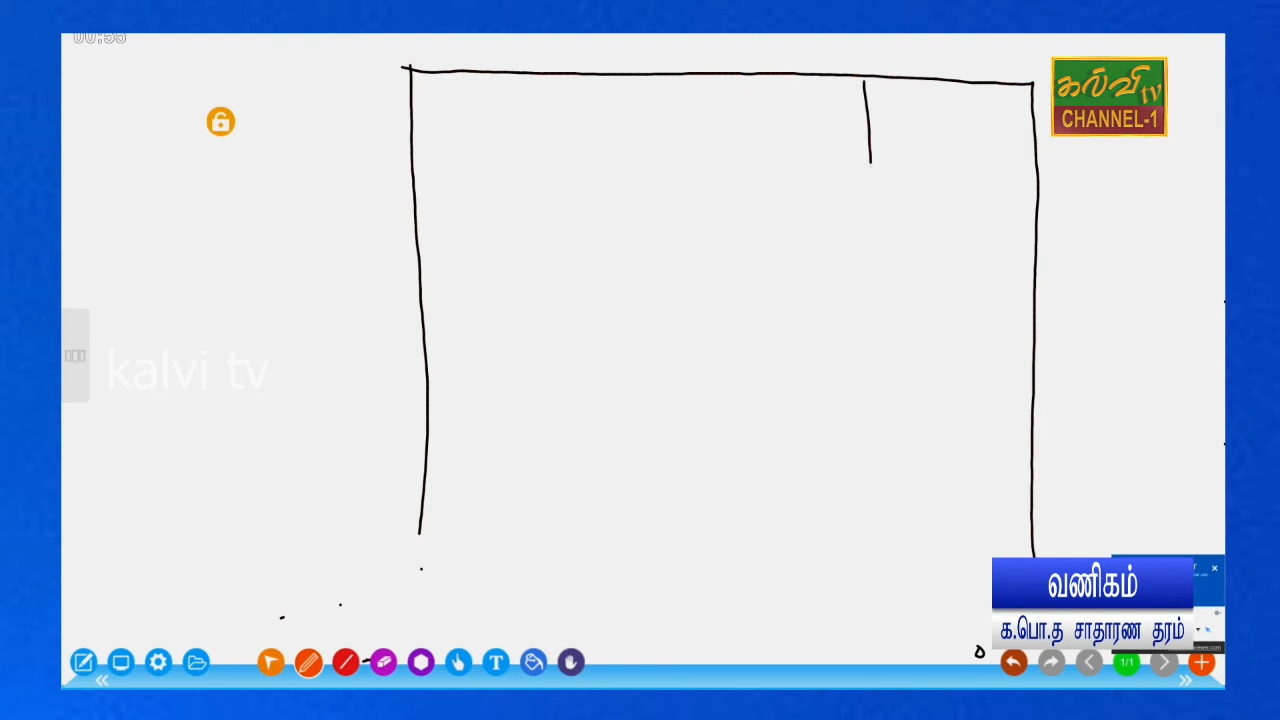 00:55
கல்வி tv
CHANNEL-1
kalvi tv
வணிகம்
க.பொ.த சாதாரண தரம்
T
1/1